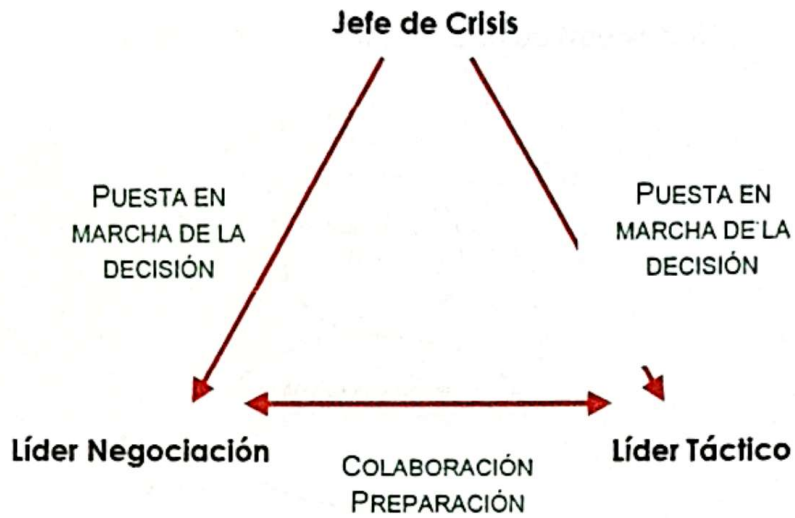 Jefe de Crisis
PUESTA EN
MARCHA DE LA
DECISIÓN
PUESTA EN
MARCHA DE LA
DECISIÓN
Líder Negociación
COLABORACIÓN
PREPARACIÓN
Líder Táctico